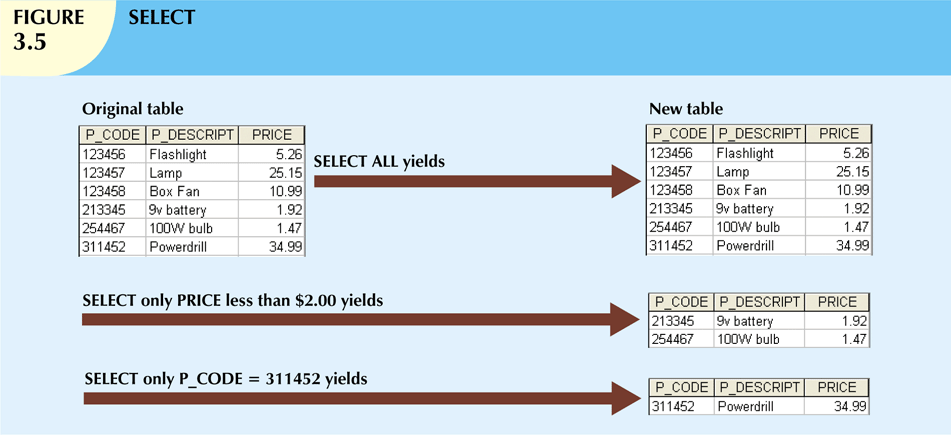 FIGURE
3.5
SELECT
Original table
P_CODE P_DESCRIPT PRICE
123456 Flashlight 5.26
123457 Lamp 25.15
123458 Box Fan 10.99
213345 9v battery 1.92
254467 100W bulb 1.47
311452 Powerdrill 34.99
SELECT ALL yields
New table
P_CODE P_DESCRIPT PRICE
123456 Flashlight 5.26
123457 Lamp 25.15
123458 Box Fan 10.99
213345 9v battery 1.92
254467 100W bulb 1.47
311452 Powerdrill 34.99
SELECT only PRICE less than $2.00 yields
P_CODE P_DESCRIPT PRICE
213345 9v battery 1.92
254467 100W bulb 1.47
SELECT only P_CODE = 311452 yields
P_CODE P_DESCRIPT PRICE
311452 Powerdrill 34.99